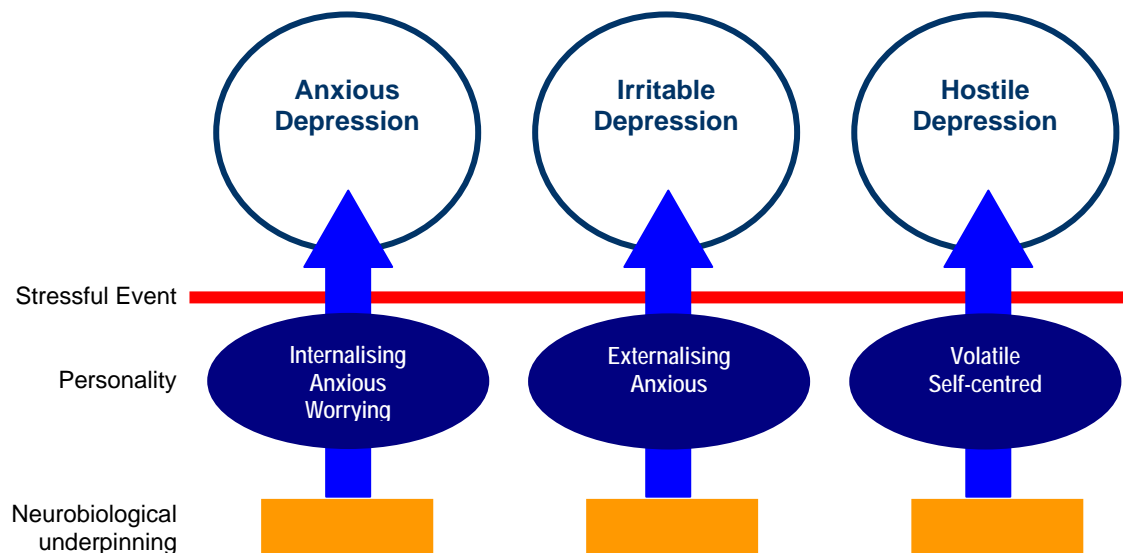 Anxious
Depression
Irritable
Depression
Hostile
Depression
Stressful Event
Personality
Internalising
Anxious
Worrying
Externalising
Anxious
Volatile
Self-centred
Neurobiological
underpinning